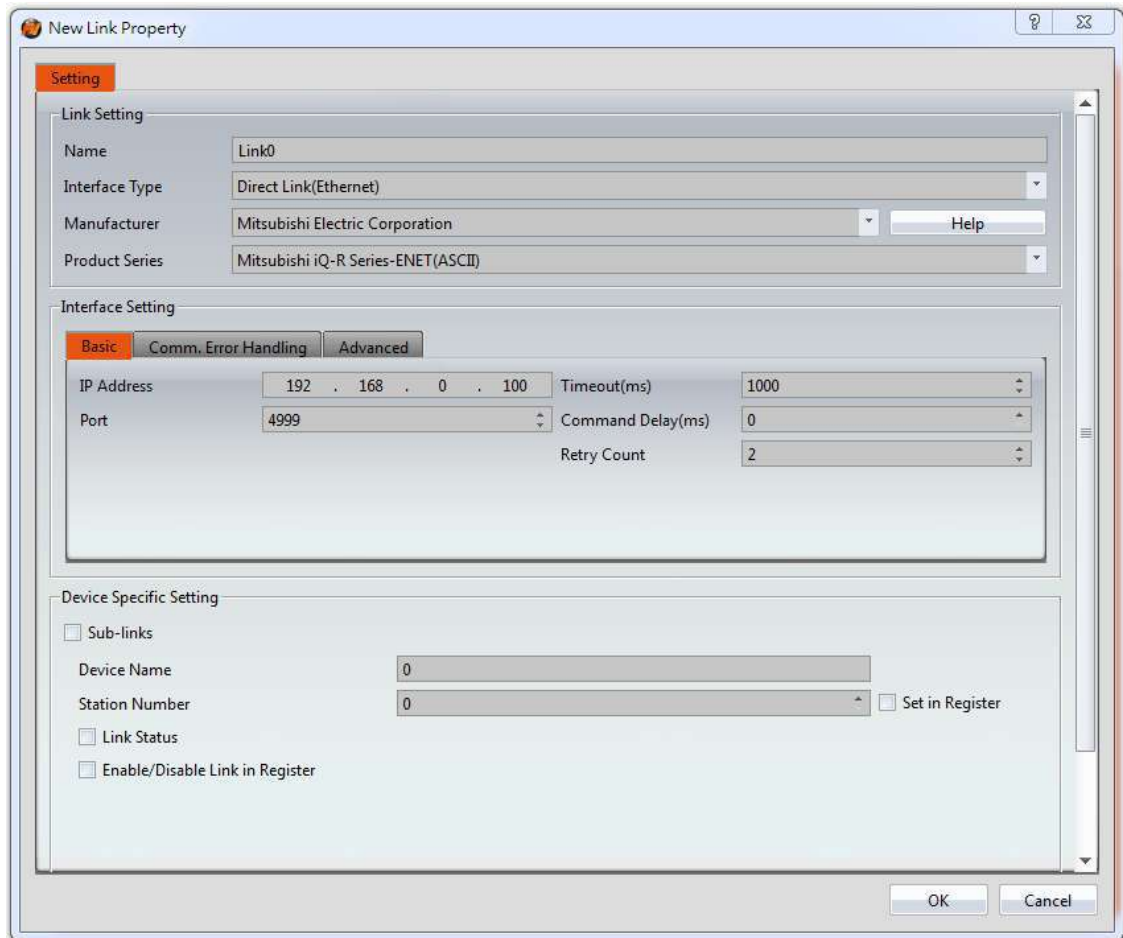 New Link Property
Setting
Link Setting
Name Link0
Interface Type Direct Link(Ethernet)
Manufacturer Mitsubishi Electric Corporation Help
Product Series Mitsubishi iQ-R Series-ENET(ASCII)
Interface Setting
Basic Comm. Error Handling Advanced
IP Address 192 . 168 . 0 . 100 Timeout(ms) 1000
Port 4999 Command Delay(ms) 0
Retry Count 2
Device Specific Setting
Sub-links
Device Name 0
Station Number 0 Set in Register
Link Status
Enable/Disable Link in Register
OK Cancel